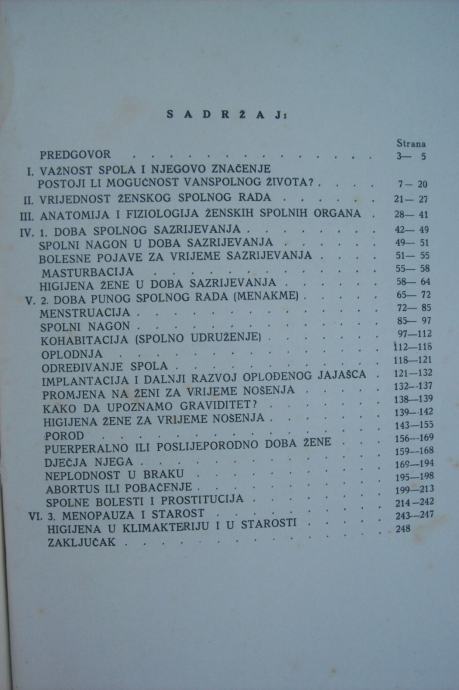 SADRŽAJ:
Strana
PREDGOVOR . . . . . . . . . . . . . . 3— 5
I. VAŽNOST SPOLA I NJEGOVO ZNAČENJE
POSTOJI LI MOGUĆNOST VANSPOLNOG ŽIVOTA? . . . 7 – 20
II. VRIJEDNOST ŽENSKOG SPOLNOG RADA . . . . . 21— 27
III. ANATOMIJA I FIZIOLOGIJA ŽENSKIH SPOLNIH ORGANA . 28— 41
IV. 1. DOBA SPOLNOG SAZRIJEVANJA . . . . . . . 42— 49
SPOLNI NAGON U DOBA SAZRIJEVANJA . . . . . 49— 51
BOLESNE POJAVE ZA VRIJEME SAZRIJEVANJA . . . 51— 55
MASTURBACIJA . . . . . . . . . . . . 55— 58
HIGIJENA ŽENE U DOBA SAZRIJEVANJA . . . . . 58— 64
V. 2. DOBA PUNOG SPOLNOG RADA (MENAKME) . . . . 65— 72
MENSTRUACIJA . . . . . . . . . . . . 72— 85
SPOLNI NAGON . . . . . . . . . . . . 85— 97
KOHABITACIJA (SPOLNO UDRUŽENJE) . . . . . . 97—112
OPLODNJA . . . . . . . . . . . . . 112—118
ODREĐIVANJE SPOLA . . . . . . . . . . 118—121
IMPLANTACIJA I DALNJI RAZVOJ OPLOĐENOG JAJAŠCA . 121—132
PROMJENA NA ŽENI ZA VRIJEME NOŠENJA . . . . 132—137
KAKO DA UPOZNAMO GRAVIDITET? . . . . . . 138—139
HIGIJENA ŽENE ZA VRIJEME NOŠENJA . . . . . 139—142
POROD . . . . . . . . . . . . . . 143—155
PUERPERALNO ILI POSLIJEPORODNO DOBA ŽENE . . 156—169
DJEČJA NJEGA . . . . . . . . . . . . 159—168
NEPLODNOST U BRAKU . . . . . . . . . . 169—194
ABORTUS ILI POBAČENJE . . . . . . . . . 195—198
SPOLNE BOLESTI I PROSTITUCIJA . . . . . . . 199—213
VI. 3. MENOPAUZA I STAROST . . . . . . . . . 214—242
HIGIJENA U KLIMAKTERIJU I U STAROSTI . . . . 243—247
ZAKLJUČAK . . . . . . . . . . . . . 248